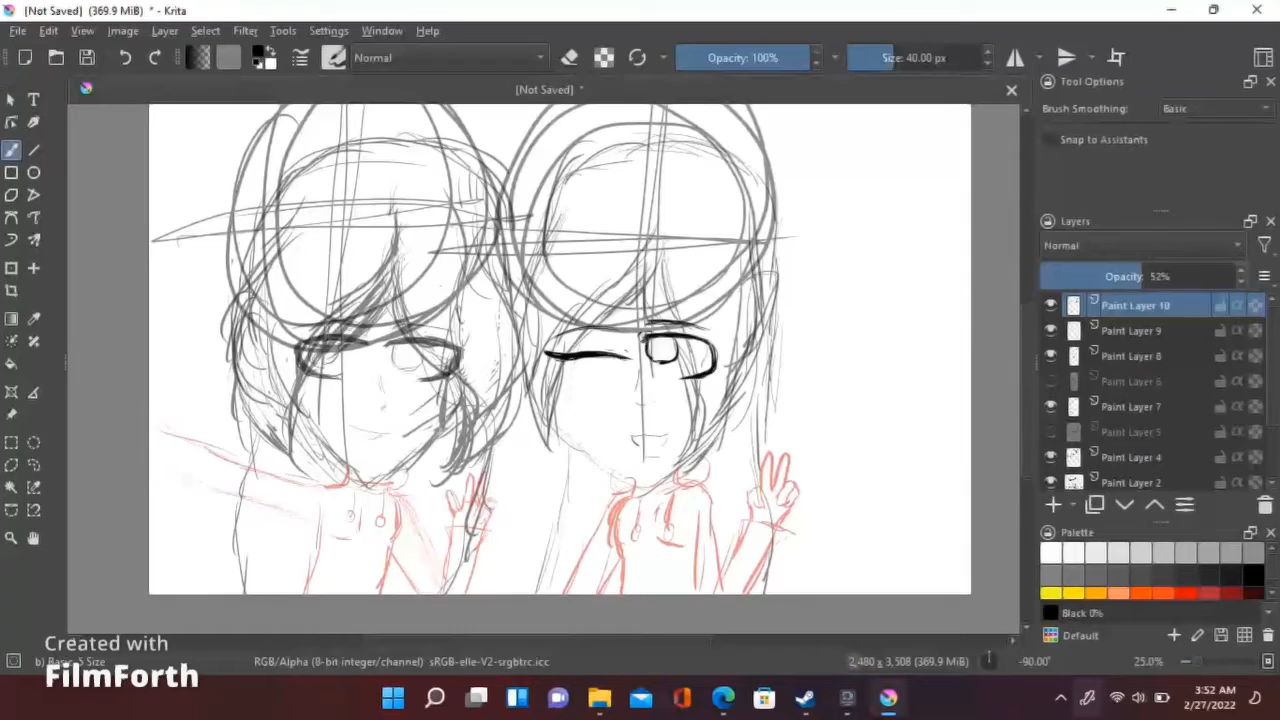 [Not Saved] (369.9 MiB) * - Krita
File Edit View Image Layer Select Filter Tools Settings Window Help
Normal
Opacity: 100%
Size: 40.00 px
[Not Saved] *
Tool Options
Brush Smoothing: Basic
Snap to Assistants
Layers
Normal
Opacity: 52%
Paint Layer 10
Paint Layer 9
Paint Layer 8
Paint Layer 6
Paint Layer 7
Paint Layer 5
Paint Layer 4
Paint Layer 2
Palette
Black 0%
Default
Created with
FilmForth
b) Basic-5 Size
RGB/Alpha (8-bit integer/channel) sRGB-elle-V2-srgbtrc.icc
2,480 x 3,508 (369.9 MiB)
-90.00°
25.0%
3:52 AM
2/27/2022